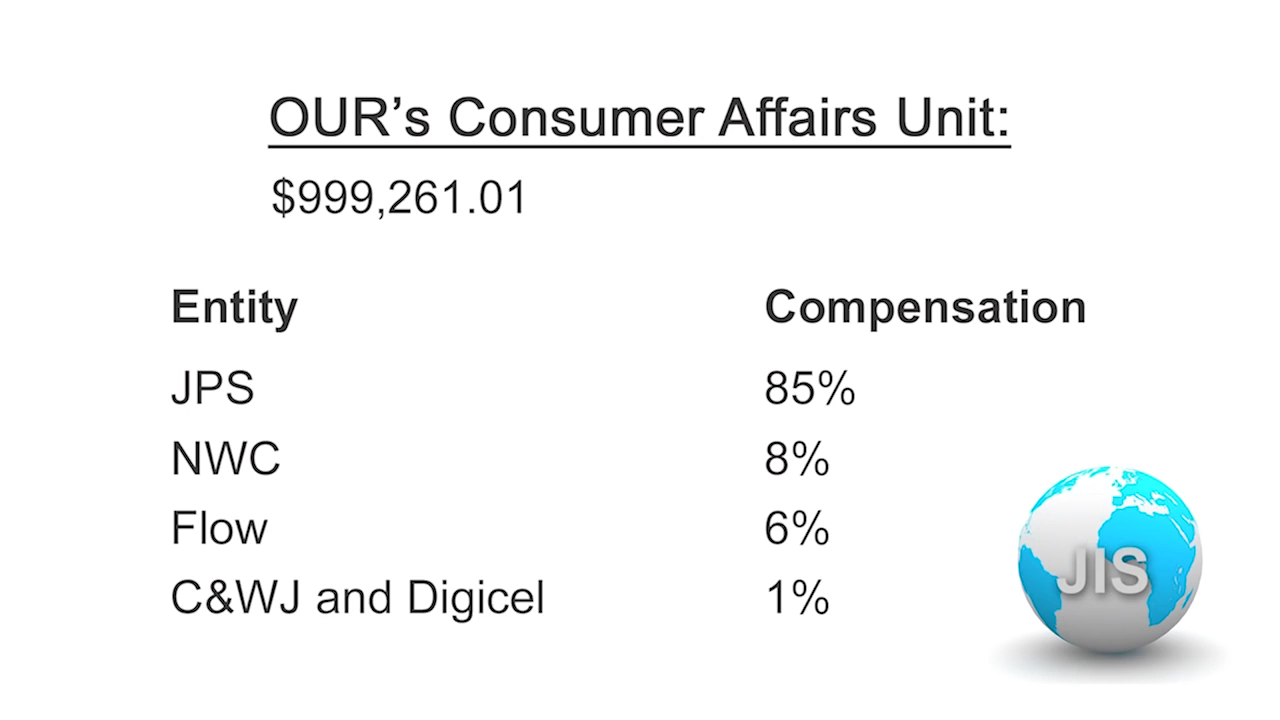 OUR’s Consumer Affairs Unit:
$999,261.01
Entity Compensation
JPS 85%
NWC 8%
Flow 6%
C&WJ and Digicel 1%
JIS